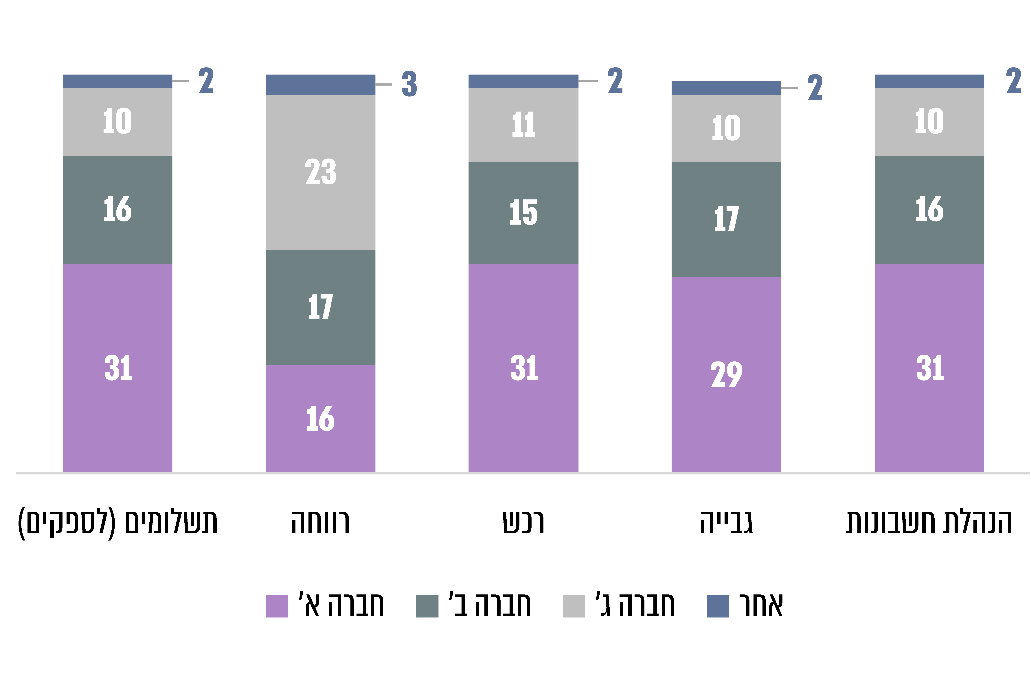 2 3 2 2 2
10 23 11 10 10
16 17 15 17 16
31 16 31 29 31
הנהלת חשבונות גבייה רכש רווחה תשלומים (לספקים)
חברה א' חברה ב' חברה ג' אחר